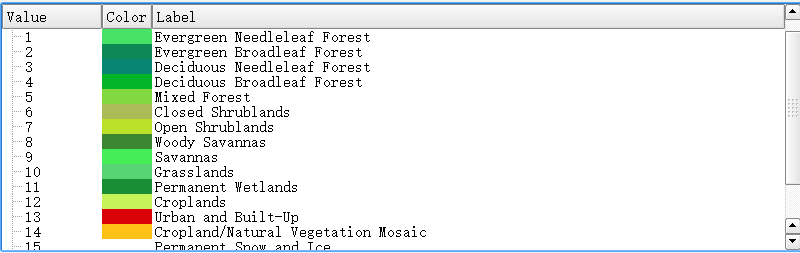 Value Color Label
1 Evergreen Needleleaf Forest
2 Evergreen Broadleaf Forest
3 Deciduous Needleleaf Forest
4 Deciduous Broadleaf Forest
5 Mixed Forest
6 Closed Shrublands
7 Open Shrublands
8 Woody Savannas
9 Savannas
10 Grasslands
11 Permanent Wetlands
12 Croplands
13 Urban and Built-Up
14 Cropland/Natural Vegetation Mosaic
15 Permanent Snow and Ice